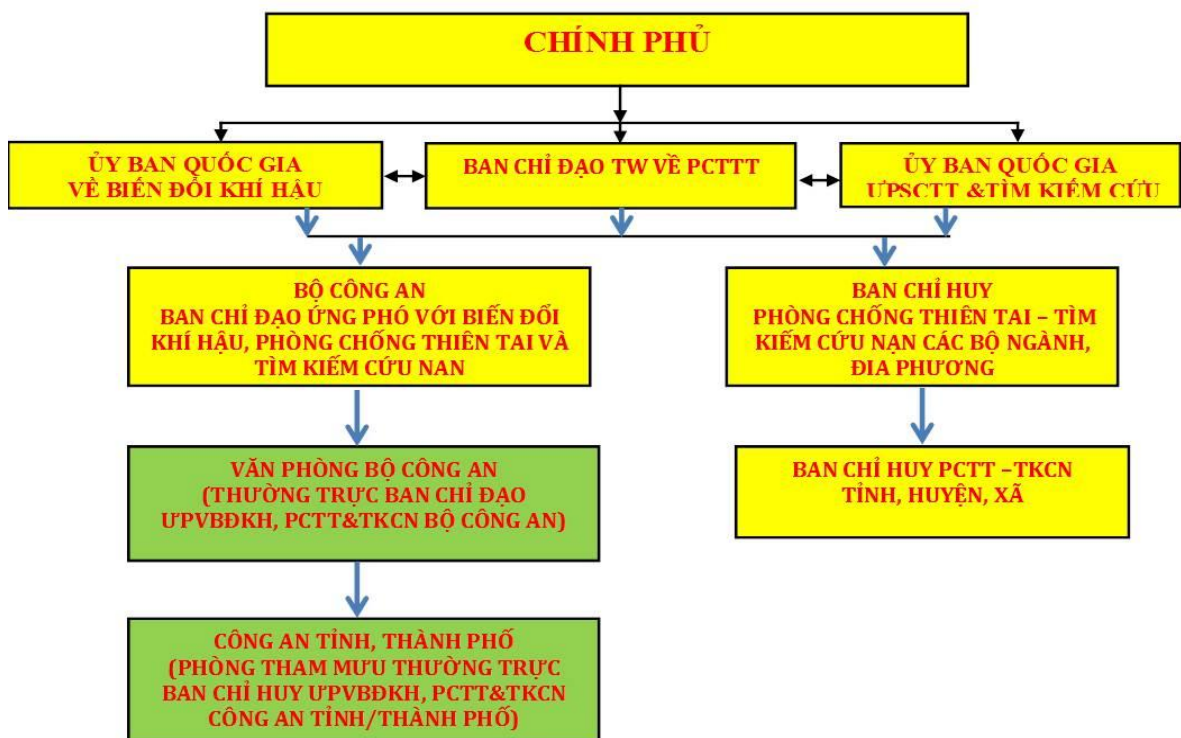 CHÍNH PHỦ
ỦY BAN QUỐC GIA
VỀ BIẾN ĐỔI KHÍ HẬU
BAN CHỈ ĐẠO TW VỀ PCTTT
ỦY BAN QUỐC GIA
ƯPSCTT &TÌM KIẾM CỨU
BỘ CÔNG AN
BAN CHỈ ĐẠO ỨNG PHÓ VỚI BIẾN ĐỔI
KHÍ HẬU, PHÒNG CHỐNG THIÊN TAI VÀ
TÌM KIẾM CỨU NAN
BAN CHỈ HUY
PHÒNG CHỐNG THIÊN TAI – TÌM
KIẾM CỨU NẠN CÁC BỘ NGÀNH,
ĐIA PHƯƠNG
VĂN PHÒNG BỘ CÔNG AN
(THƯỜNG TRỰC BAN CHỈ ĐẠO
ƯPVBĐKH, PCTT&TKCN BỘ CÔNG AN)
BAN CHỈ HUY PCTT –TKCN
TỈNH, HUYỆN, XÃ
CÔNG AN TỈNH, THÀNH PHỐ
(PHÒNG THAM MƯU THƯỜNG TRỰC
BAN CHỈ HUY ƯPVBĐKH, PCTT&TKCN
CÔNG AN TỈNH/THÀNH PHỐ)